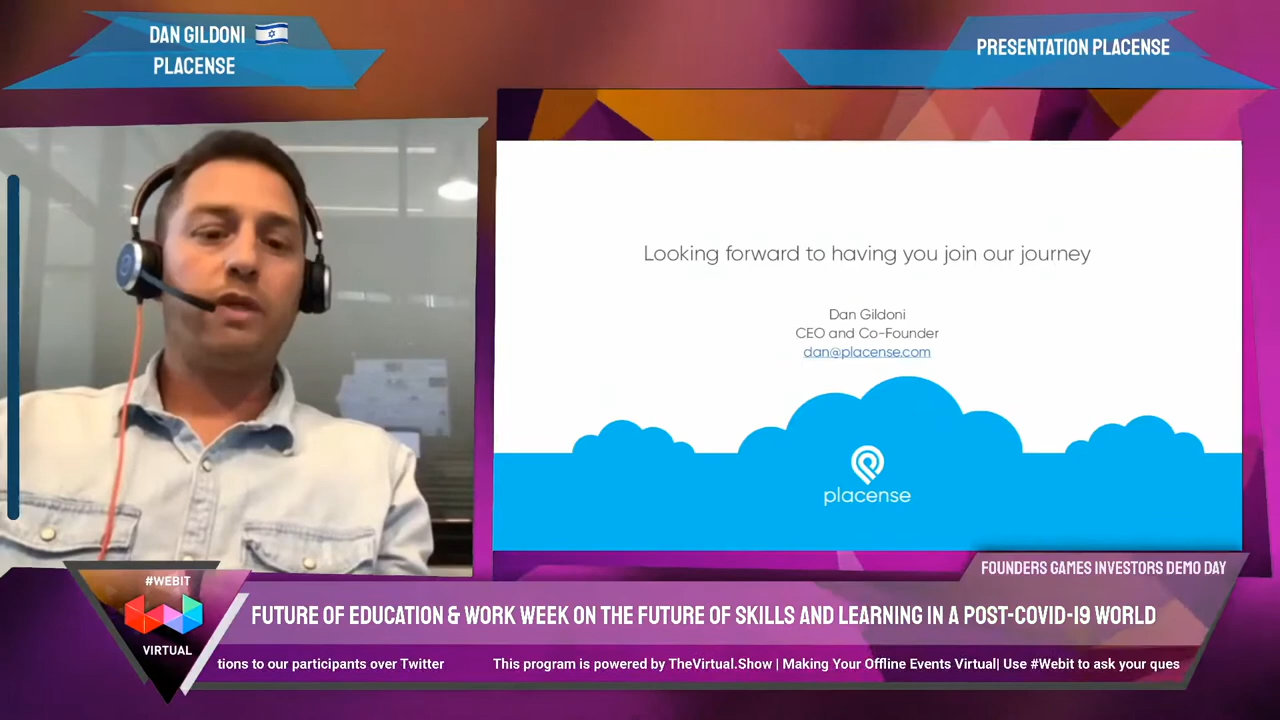 DAN GILDONI
PLACENSE
PRESENTATION PLACENSE
Looking forward to having you join our journey
Dan Gildoni
CEO and Co-Founder
dan@placense.com
placense
FOUNDERS GAMES INVESTORS DEMO DAY
#WEBIT
VIRTUAL
FUTURE OF EDUCATION & WORK WEEK ON THE FUTURE OF SKILLS AND LEARNING IN A POST-COVID-19 WORLD
tions to our participants over Twitter This program is powered by TheVirtual.Show | Making Your Offline Events Virtual| Use #Webit to ask your ques